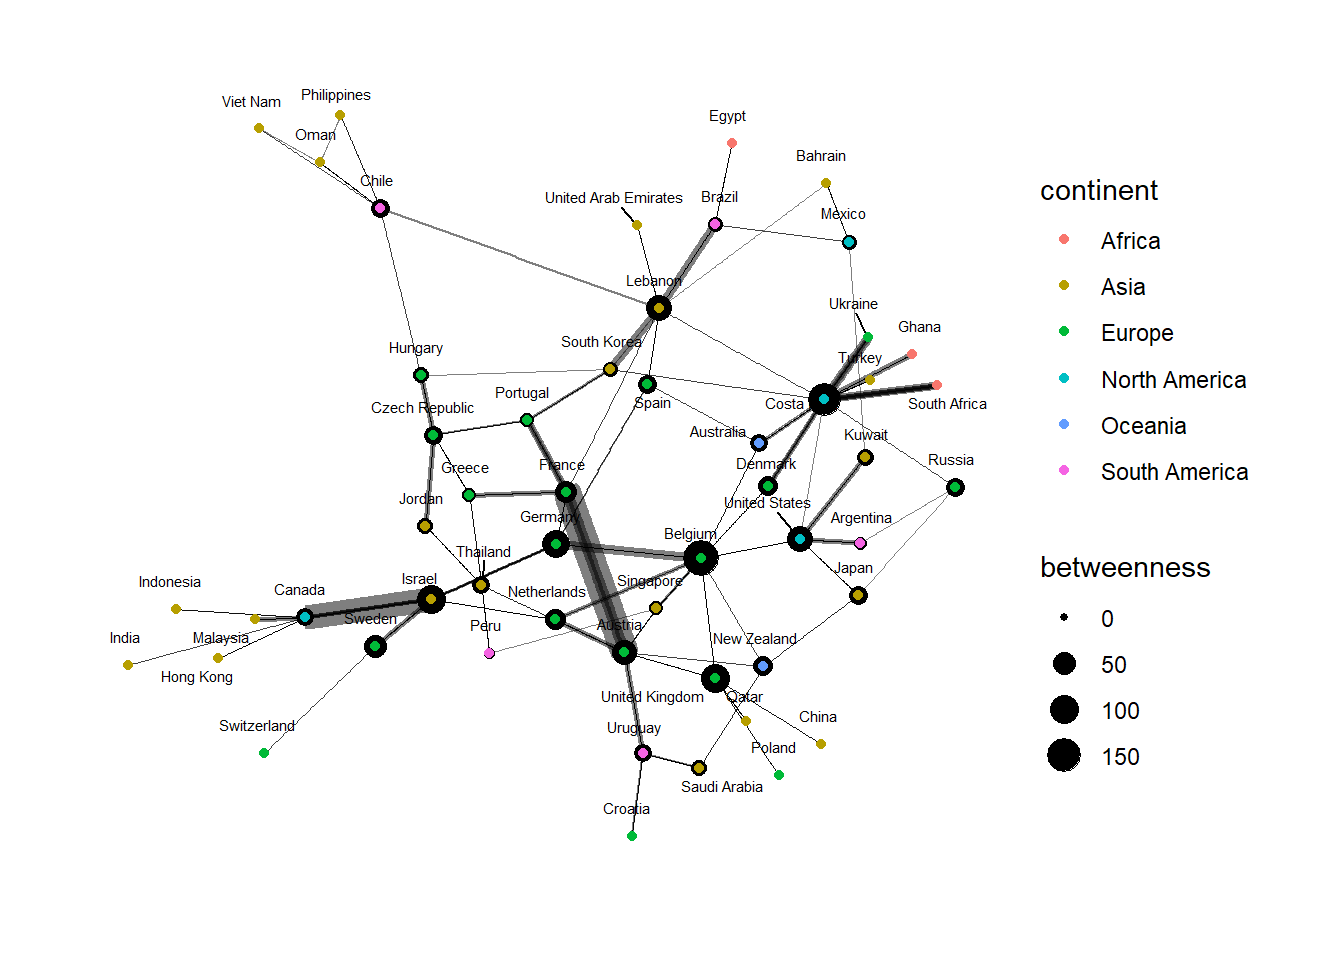 Philippines
Viet Nam
Oman
Egypt
Bahrain
Chile
United Arab Emirates
Brazil
Mexico
Lebanon
Ukraine
Ghana
South Korea
Hungary
Turkey
Portugal
Czech Republic
Spain
Costa
South Africa
Australia
Kuwait
Greece
France
Denmark
Russia
Jordan
United States
Germany
Argentina
Belgium
Thailand
Japan
Indonesia
Israel
Singapore
Canada
Netherlands
Sweden
Peru
Austria
India
Malaysia
New Zealand
Hong Kong
United Kingdom
Qatar
Switzerland
Uruguay
China
Poland
Saudi Arabia
Croatia
continent
Africa
Asia
Europe
North America
Oceania
South America
betweenness
0
50
100
150